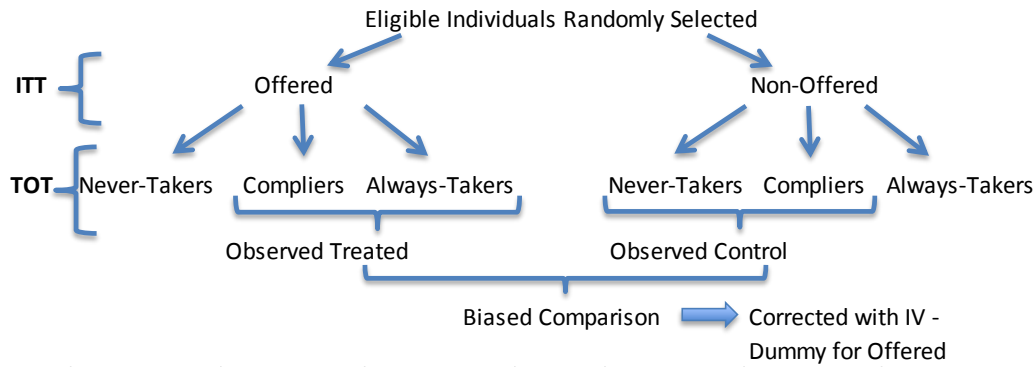 Eligible Individuals Randomly Selected
ITT
Offered
Non-Offered
TOT
Never-Takers
Compliers
Always-Takers
Never-Takers
Compliers
Always-Takers
Observed Treated
Observed Control
Biased Comparison
Corrected with IV -
Dummy for Offered